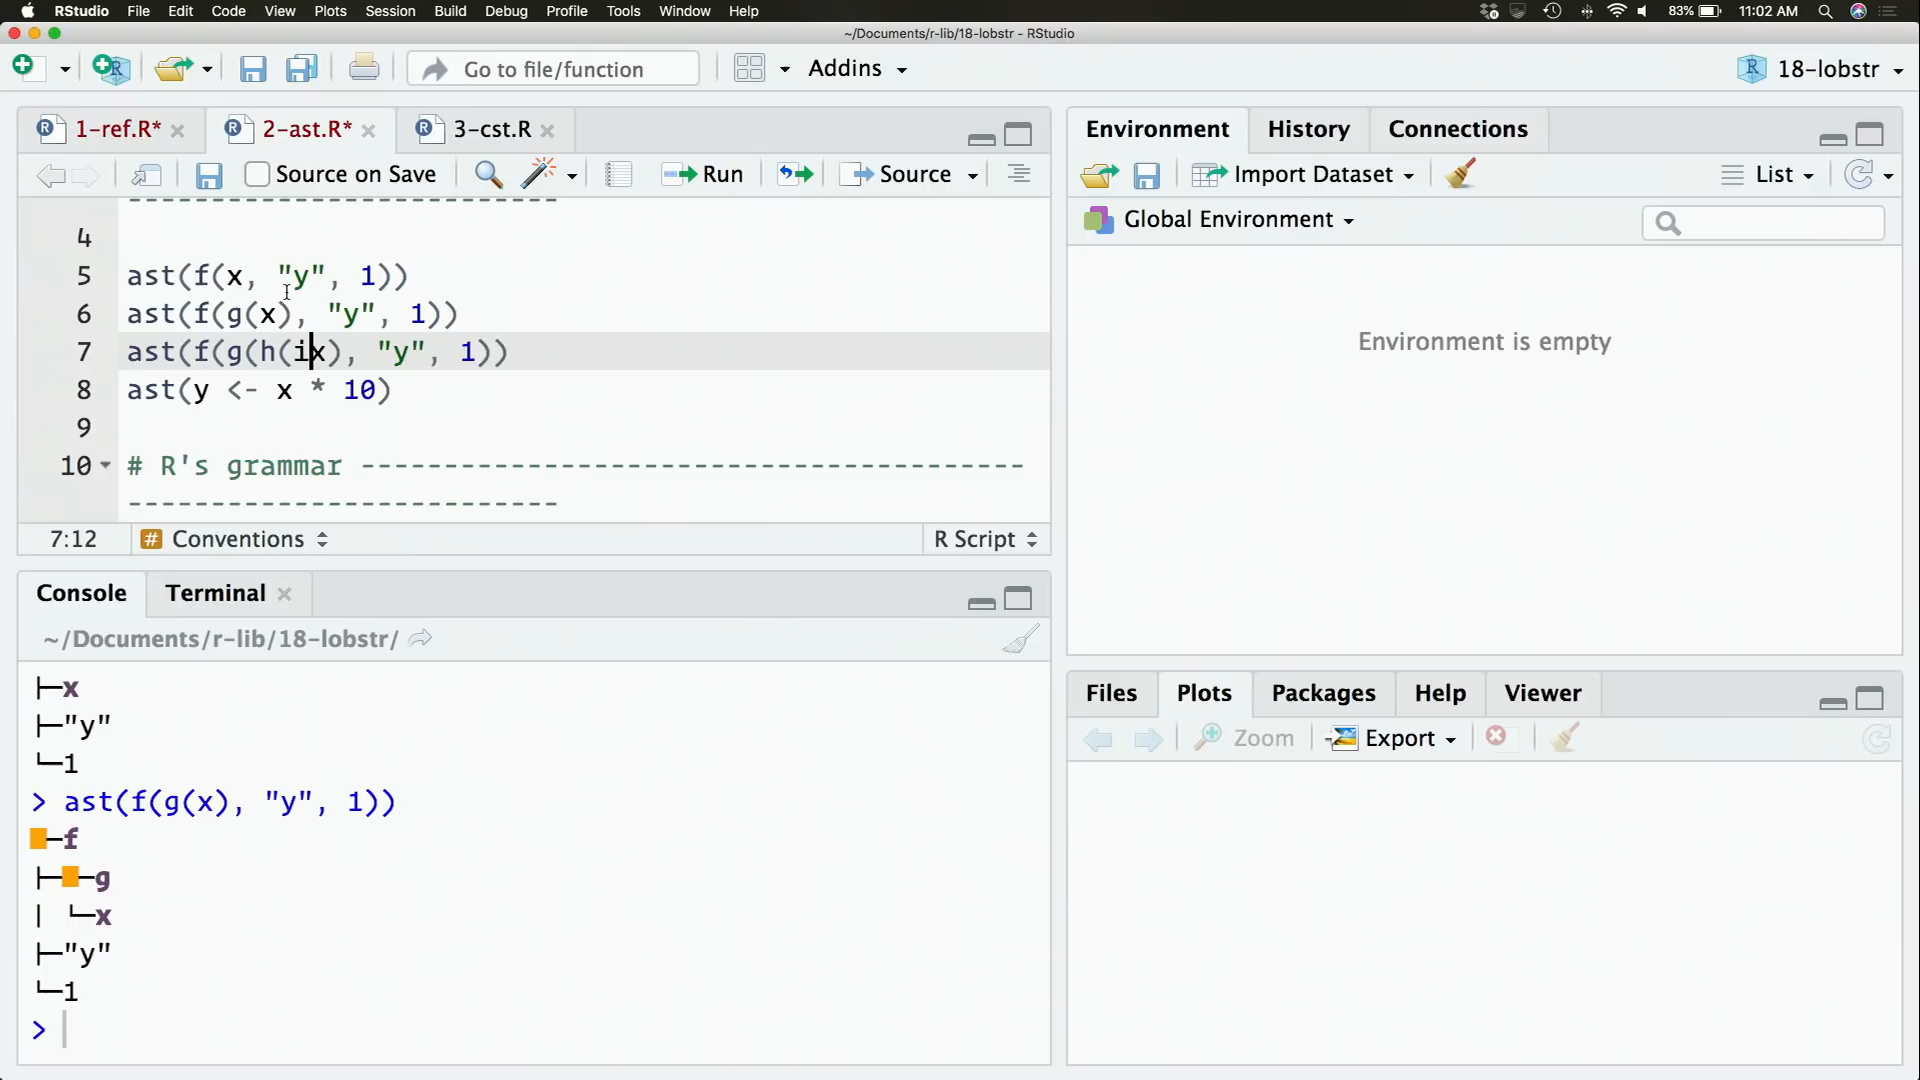 RStudio File Edit Code View Plots Session Build Debug Profile Tools Window Help 83% 11:02 AM
~/Documents/r-lib/18-lobstr - RStudio
Go to file/function Addins 18-lobstr
1-ref.R* 2-ast.R* 3-cst.R
Source on Save Run Source
-------------------------
4
5 ast(f(x, "y", 1))
6 ast(f(g(x), "y", 1))
7 ast(f(g(h(ix), "y", 1))
8 ast(y <- x * 10)
9
10 # R's grammar ----------------------------------------
--------------------------
7:12 # Conventions R Script
Console Terminal
~/Documents/r-lib/18-lobstr/
├─x
├─"y"
└─1
> ast(f(g(x), "y", 1))
█─f
├─█─g
│ └─x
├─"y"
└─1
>
Environment History Connections
Import Dataset List
Global Environment
Environment is empty
Files Plots Packages Help Viewer
Zoom Export